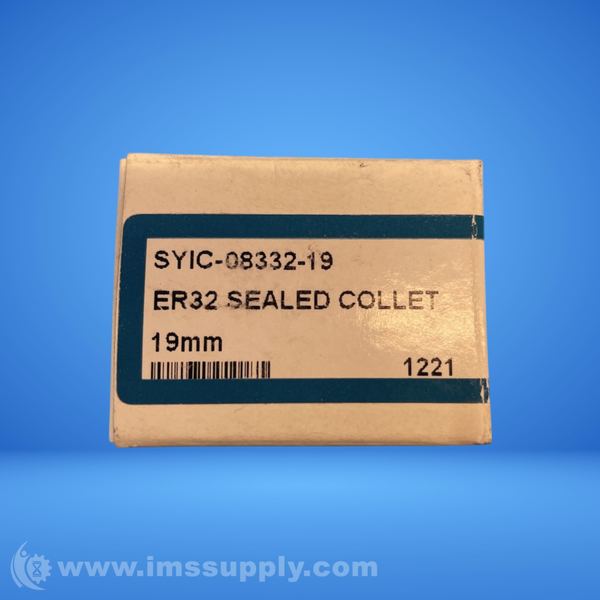 SYIC-08332-19
ER32 SEALED COLLET
19mm
1221
www.imssupply.com